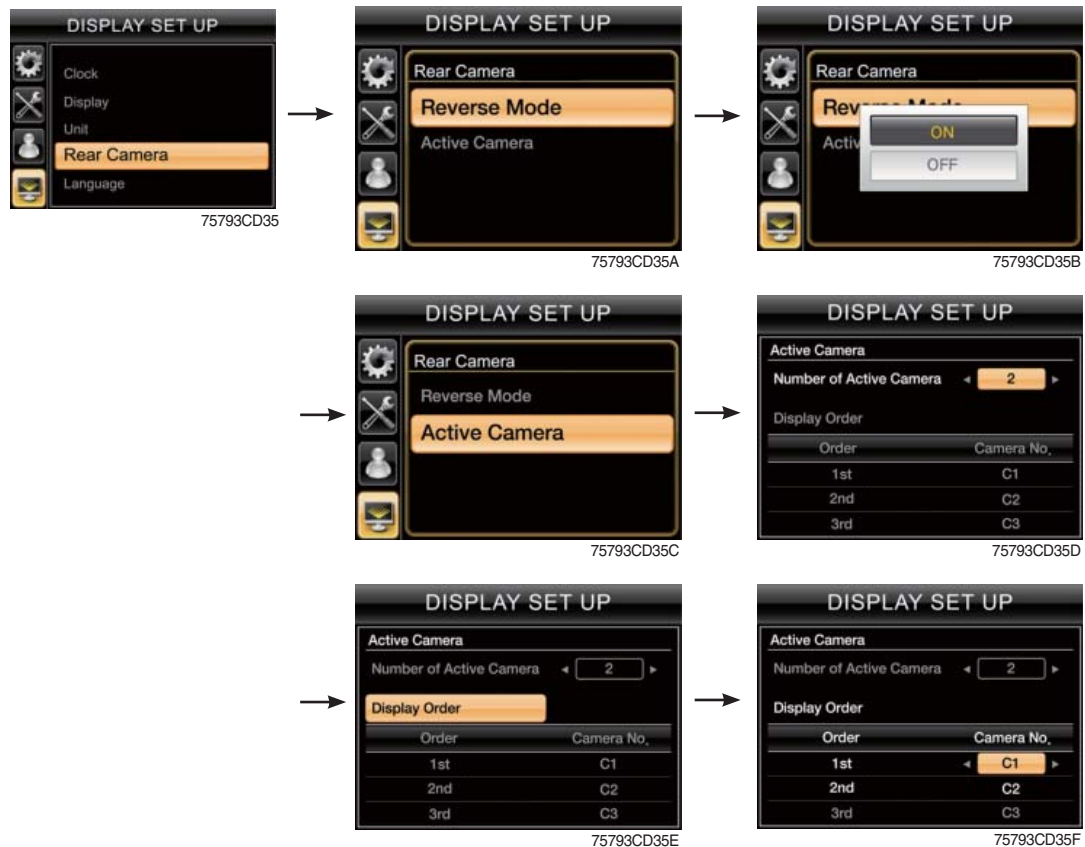 DISPLAY SET UP
Clock
Display
Unit
Rear Camera
Language
75793CD35
DISPLAY SET UP
Rear Camera
Reverse Mode
Active Camera
75793CD35A
DISPLAY SET UP
Rear Camera
ON
OFF
75793CD35B
DISPLAY SET UP
Rear Camera
Reverse Mode
Active Camera
75793CD35C
DISPLAY SET UP
Active Camera
Number of Active Camera 2
Display Order
Order Camera No.
1st C1
2nd C2
3rd C3
75793CD35D
DISPLAY SET UP
Active Camera
Number of Active Camera 2
Display Order
Order Camera No.
1st C1
2nd C2
3rd C3
75793CD35E
DISPLAY SET UP
Active Camera
Number of Active Camera 2
Display Order
Order Camera No.
1st C1
2nd C2
3rd C3
75793CD35F